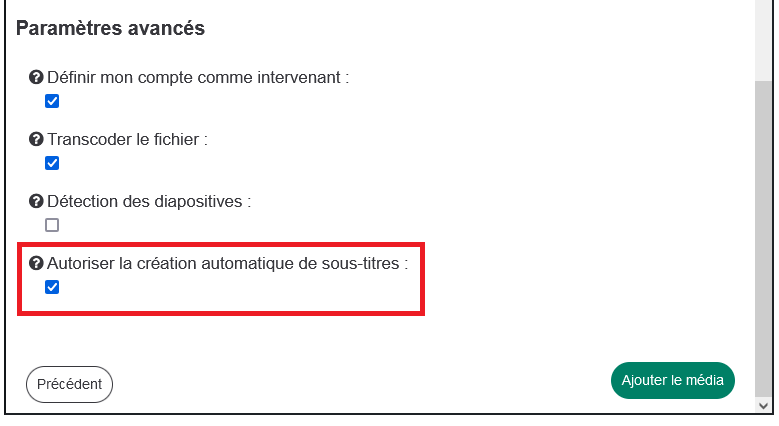 Paramètres avancés
Définir mon compte comme intervenant :
Transcoder le fichier :
Détection des diapositives :
Autoriser la création automatique de sous-titres :
Précédent
Ajouter le média